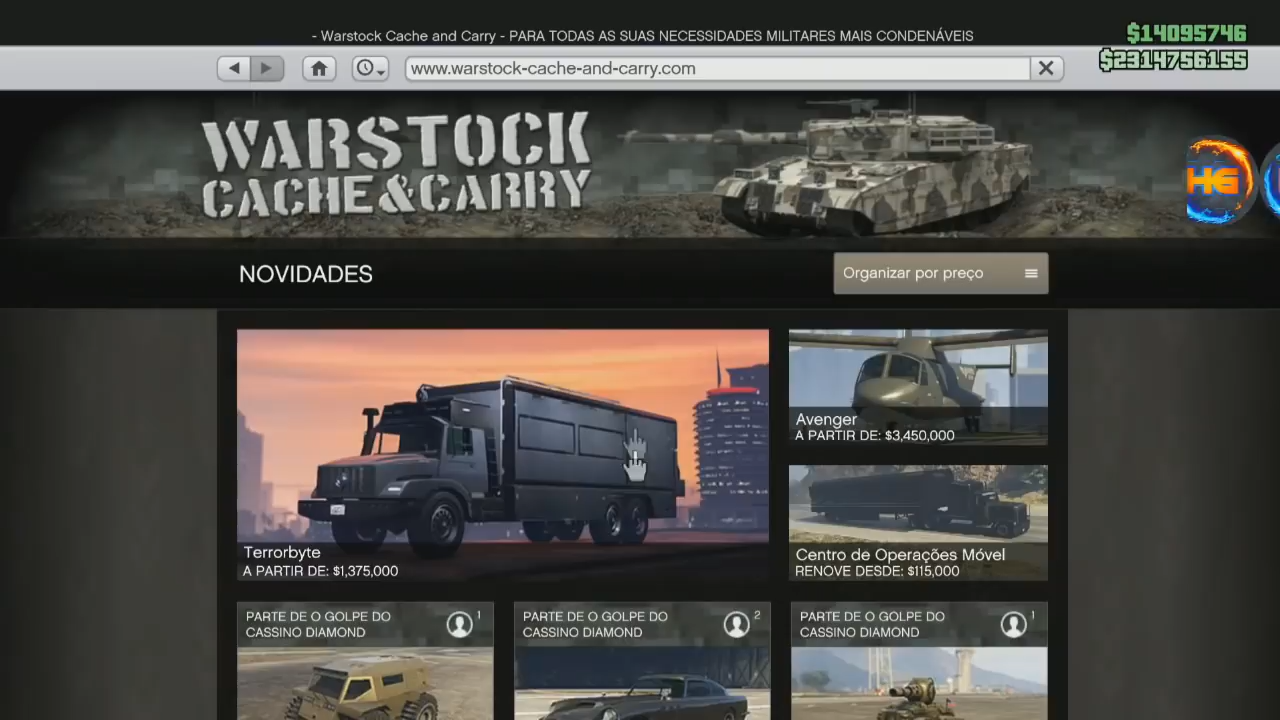 - Warstock Cache and Carry - PARA TODAS AS SUAS NECESSIDADES MILITARES MAIS CONDENÁVEIS
$14095746
$2314756155
www.warstock-cache-and-carry.com
WARSTOCK
CACHE&CARRY
HG
NOVIDADES
Organizar por preço
Terrorbyte
A PARTIR DE: $1,375,000
Avenger
A PARTIR DE: $3,450,000
Centro de Operações Móvel
RENOVE DESDE: $115,000
PARTE DE O GOLPE DO
CASSINO DIAMOND
1
PARTE DE O GOLPE DO
CASSINO DIAMOND
2
PARTE DE O GOLPE DO
CASSINO DIAMOND
1